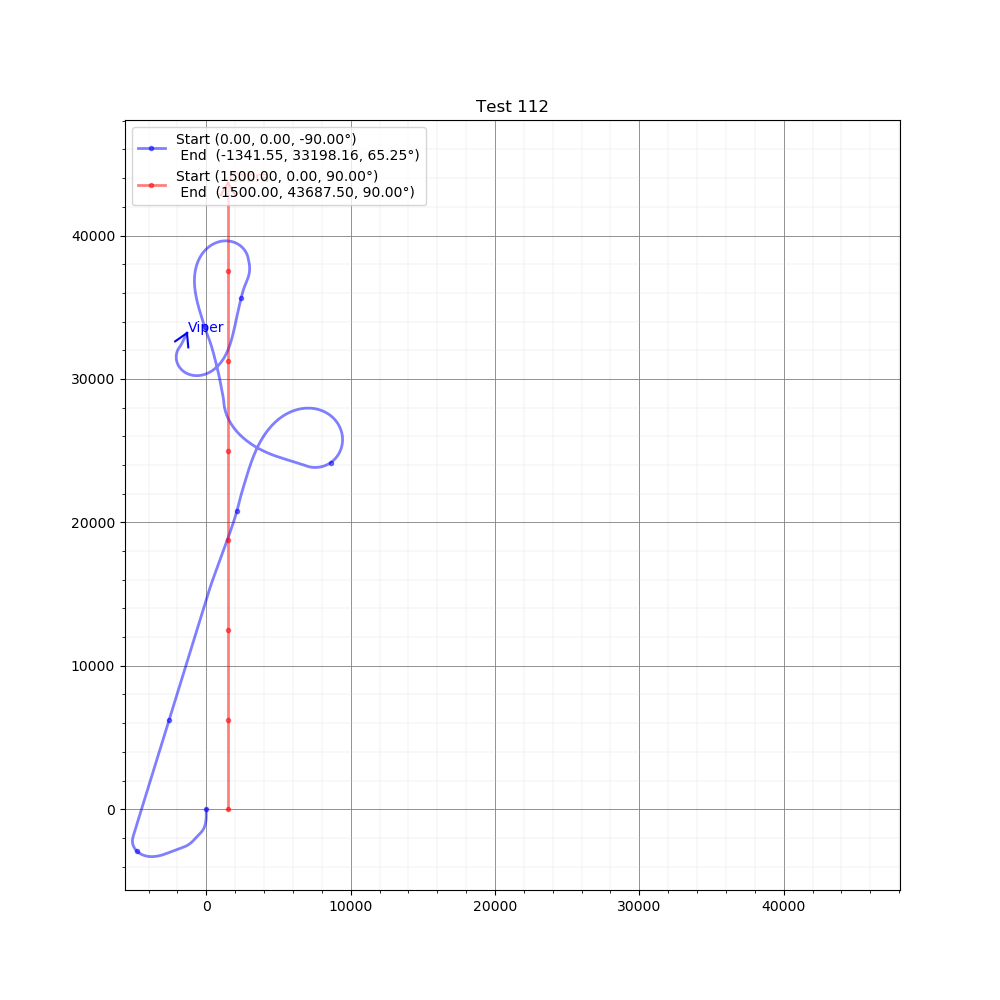 Test 112
Start (0.00, 0.00, -90.00°)
End  (-1341.55, 33198.16, 65.25°)
Start (1500.00, 0.00, 90.00°)
End  (1500.00, 43687.50, 90.00°)
40000
Viper
30000
20000
10000
0
0
10000
20000
30000
40000